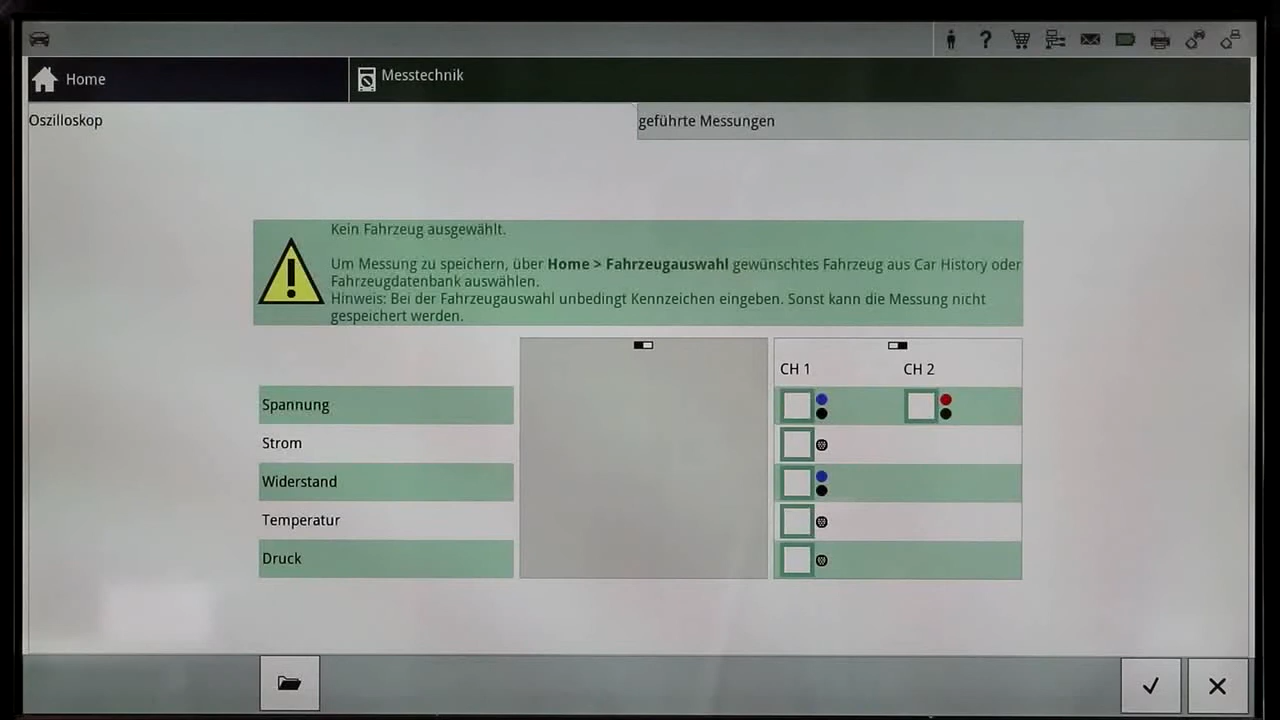 Home
Messtechnik
Oszilloskop
geführte Messungen
Kein Fahrzeug ausgewählt.
Um Messung zu speichern, über Home > Fahrzeugauswahl gewünschtes Fahrzeug aus Car History oder
Fahrzeugdatenbank auswählen.
Hinweis: Bei der Fahrzeugauswahl unbedingt Kennzeichen eingeben. Sonst kann die Messung nicht
gespeichert werden.
CH 1
CH 2
Spannung
Strom
Widerstand
Temperatur
Druck